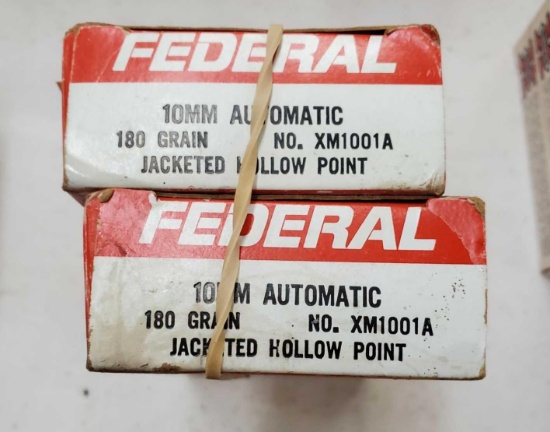 FEDERAL
10MM AUTOMATIC
180 GRAIN NO. XM1001A
JACKETED HOLLOW POINT
FEDERAL
10MM AUTOMATIC
180 GRAIN NO. XM1001A
JACKETED HOLLOW POINT